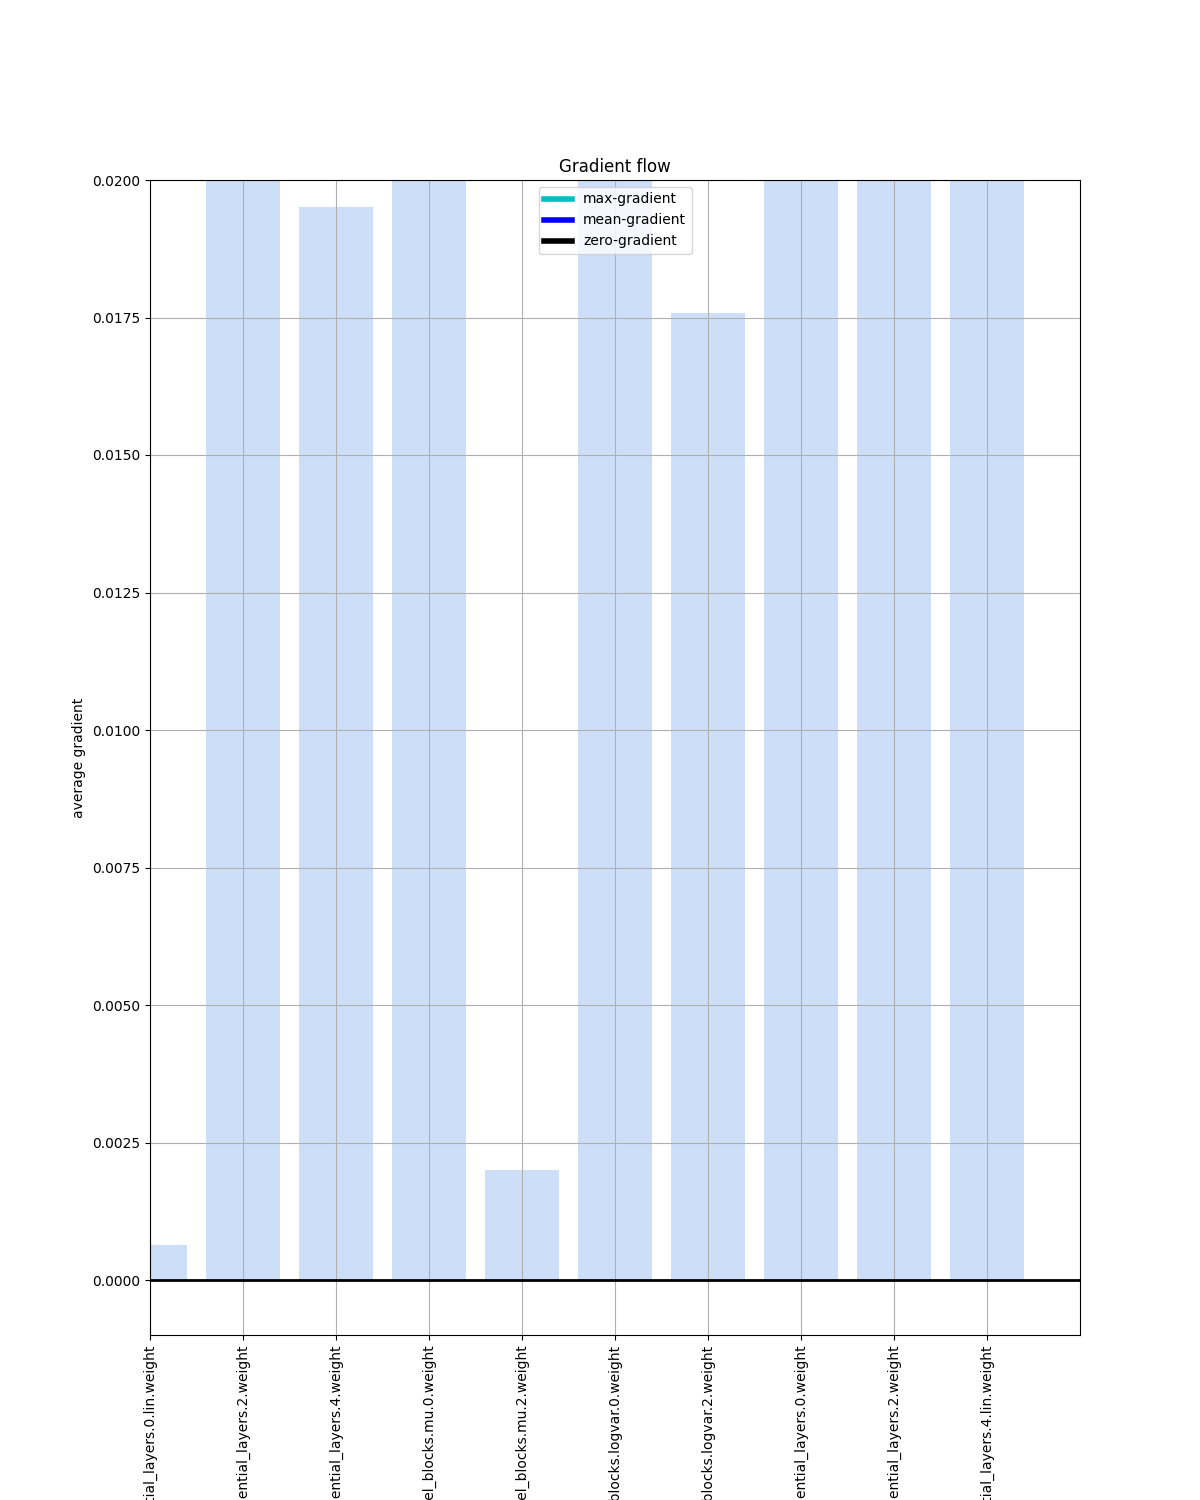 Gradient flow
max-gradient
mean-gradient
zero-gradient
0.0200
0.0175
0.0150
0.0125
0.0100
0.0075
0.0050
0.0025
0.0000
average gradient
tial_layers.0.lin.weight
ential_layers.2.weight
ential_layers.4.weight
el_blocks.mu.0.weight
el_blocks.mu.2.weight
blocks.logvar.0.weight
blocks.logvar.2.weight
ential_layers.0.weight
ential_layers.2.weight
tial_layers.4.lin.weight